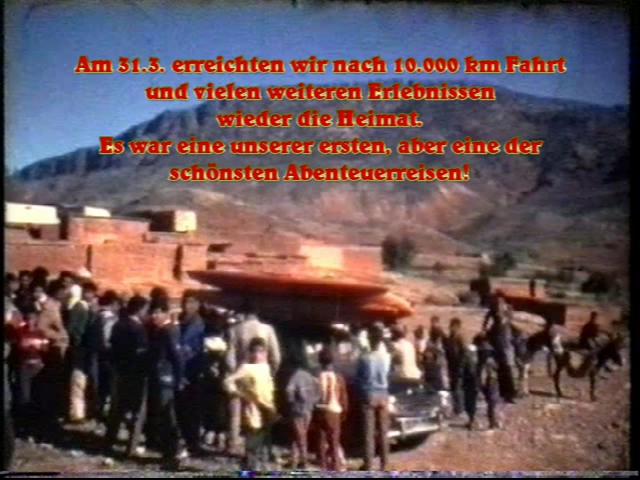 Am 31.3. erreichten wir nach 10.000 km Fahrt
und vielen weiteren Erlebnissen
wieder die Heimat.
Es war eine unserer ersten, aber eine der
schönsten Abenteuerreisen!